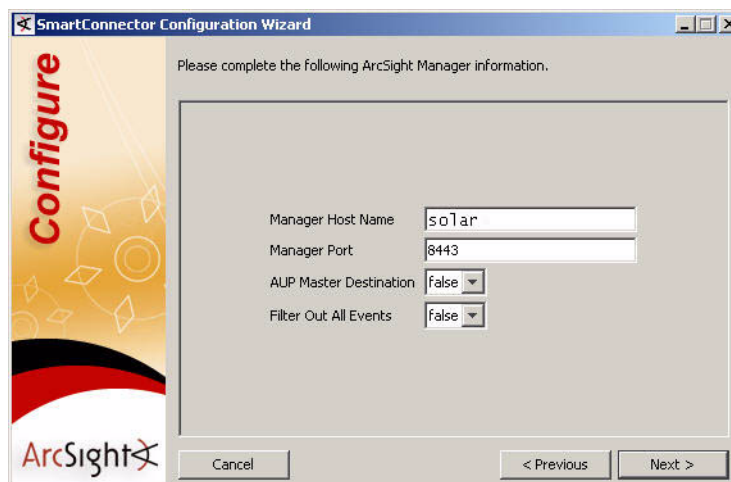 SmartConnector Configuration Wizard
Configure
Please complete the following ArcSight Manager information.
Manager Host Name solar
Manager Port 8443
AUP Master Destination false
Filter Out All Events false
ArcSight
Cancel < Previous Next >